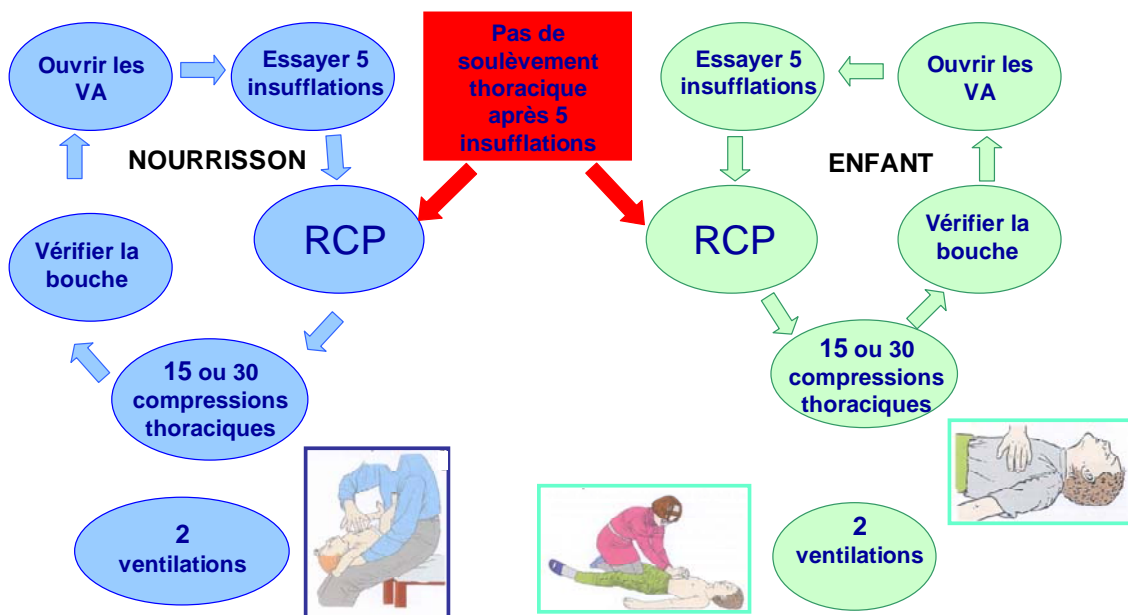 Ouvrir les
VA
Essayer 5
insufflations
NOURRISSON
RCP
Vérifier la
bouche
15 ou 30
compressions
thoraciques
2
ventilations
Pas de
soulèvement
thoracique
après 5
insufflations
Essayer 5
insufflations
Ouvrir les
VA
ENFANT
RCP
Vérifier la
bouche
15 ou 30
compressions
thoraciques
2
ventilations